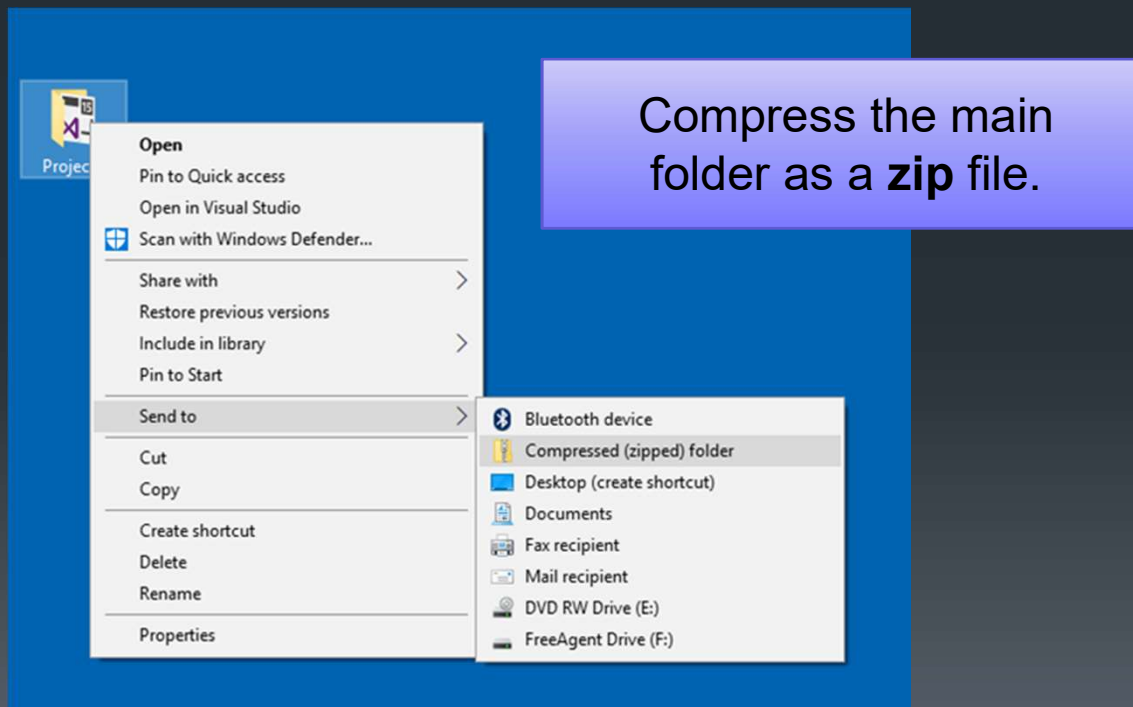 Compress the main
folder as a zip file.
15
Projec
Open
Pin to Quick access
Open in Visual Studio
Scan with Windows Defender...
Share with
Restore previous versions
Include in library
Pin to Start
Send to
Cut
Copy
Create shortcut
Delete
Rename
Properties
Bluetooth device
Compressed (zipped) folder
Desktop (create shortcut)
Documents
Fax recipient
Mail recipient
DVD RW Drive (E:)
FreeAgent Drive (F:)